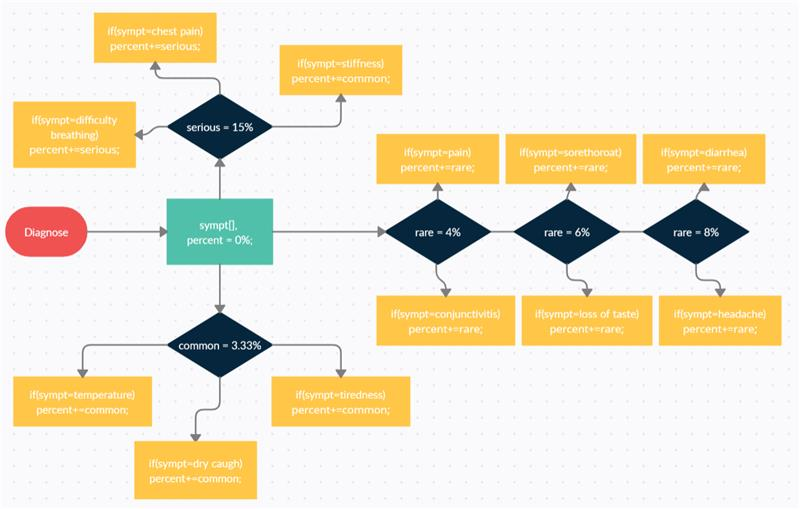 if(sympt=chest pain)
percent+=serious;
if(sympt=stiffness)
percent+=common;
if(sympt=difficulty
breathing)
percent+=serious;
serious = 15%
if(sympt=pain)
percent+=rare;
if(sympt=sorethoroat)
percent+=rare;
if(sympt=diarrhea)
percent+=rare;
Diagnose
sympt[],
percent = 0%;
rare = 4%
rare = 6%
rare = 8%
if(sympt=conjunctivitis)
percent+=rare;
if(sympt=loss of taste)
percent+=rare;
if(sympt=headache)
percent+=rare;
common = 3.33%
if(sympt=temperature)
percent+=common;
if(sympt=tiredness)
percent+=common;
if(sympt=dry caugh)
percent+=common;